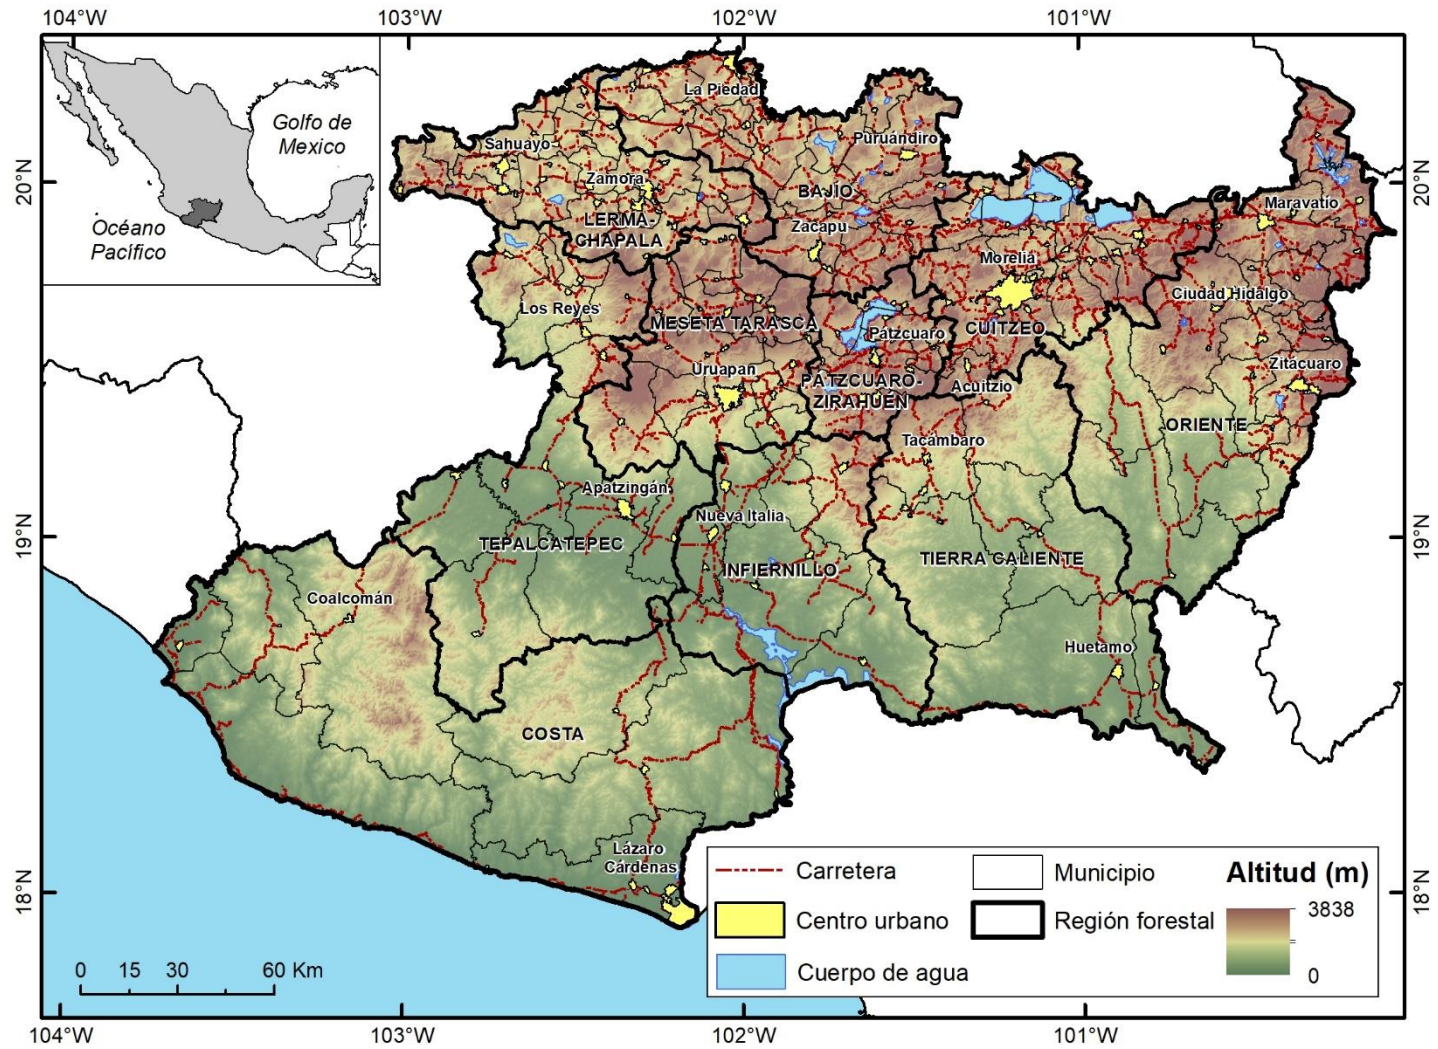 104°W
103°W
102°W
101°W
Golfo de
Mexico
Océano
Pacífico
La Piedad
Sahuayo
Puruándiro
20°N
20°N
Zamora
BAJIO
Maravatío
LERMA-
CHAPALA
Zacapu
Morelia
Ciudad Hidalgo
Los Reyes
MESETA TARASCA
CUITZEO
Pátzcuaro
Uruapan
Zitácuaro
PÁTZCUARO-
ZIRAHUEN
Acuitzio
ORIENTE
Tacambaro
Apatzingán
Nueva Italia
19°N
19°N
TEPALCATEPEC
INFIERNILLO
TIERRA CALIENTE
Coalcomán
Huetamo
COSTA
Lázaro
Cárdenas
18°N
18°N
Carretera
Municipio
Altitud (m)
3838
Centro urbano
Región forestal
0
Cuerpo de agua
0 15 30 60 Km
104°W
103°W
102°W
101°W